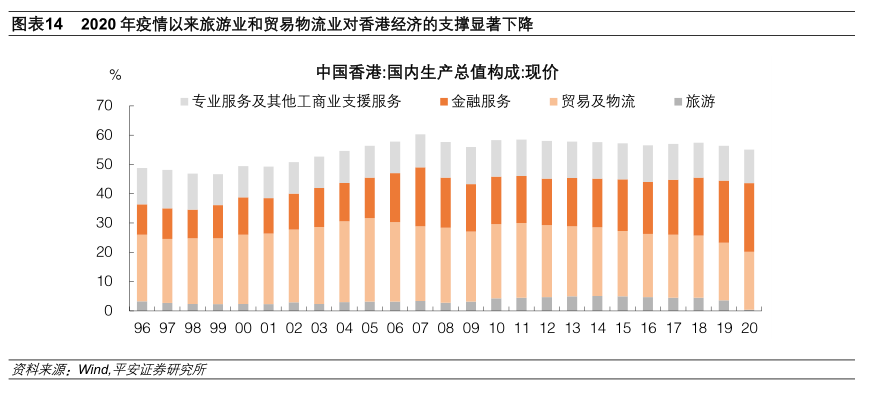 图表14 2020 年疫情以来旅游业和贸易物流业对香港经济的支撑显著下降
中国香港:国内生产总值构成:现价
%
专业服务及其他工商业支援服务 金融服务 贸易及物流 旅游
70
60
50
40
30
20
10
0
96 97 98 99 00 01 02 03 04 05 06 07 08 09 10 11 12 13 14 15 16 17 18 19 20
资料来源：Wind,平安证券研究所